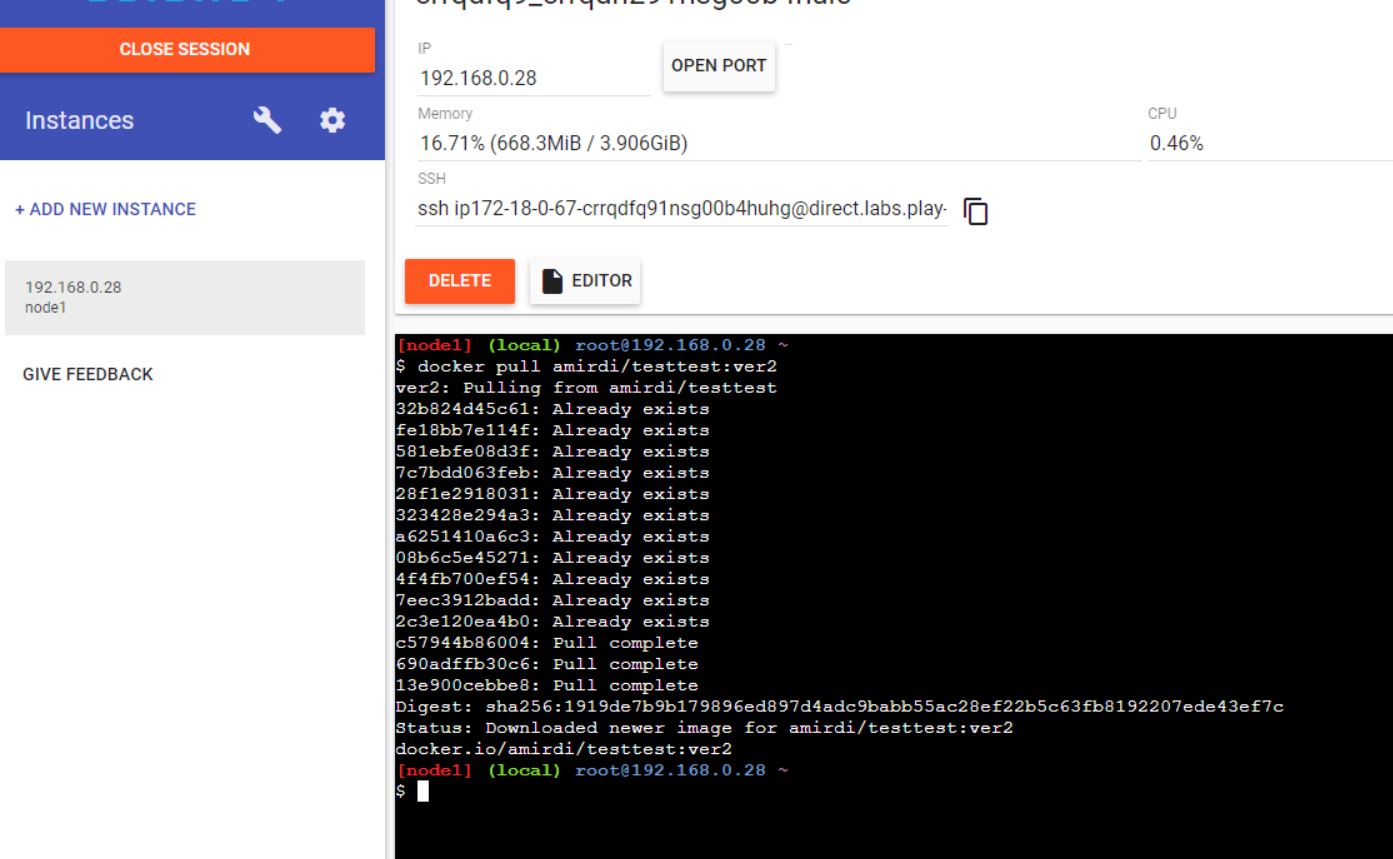 CLOSE SESSION
Instances
+ ADD NEW INSTANCE
192.168.0.28
node1
GIVE FEEDBACK
IP
192.168.0.28
OPEN PORT
Memory
16.71% (668.3MiB / 3.906GiB)
CPU
0.46%
SSH
ssh ip172-18-0-67-crrqdfq91nsg00b4huhg@direct.labs.play-
DELETE
EDITOR
[node1] (local) root@192.168.0.28 ~
$ docker pull amirdi/testtest:ver2
ver2: Pulling from amirdi/testtest
32b824d45c61: Already exists
fe18bb7e114f: Already exists
581ebfe08d3f: Already exists
7c7bdd063feb: Already exists
28f1e2918031: Already exists
323428e294a3: Already exists
a6251410a6c3: Already exists
08b6c5e45271: Already exists
4f4fb700ef54: Already exists
7eec3912badd: Already exists
2c3e120ea4b0: Already exists
c57944b86004: Pull complete
690adffb30c6: Pull complete
13e900cebbe8: Pull complete
Digest: sha256:1919de7b9b179896ed897d4adc9babb55ac28ef22b5c63fb8192207ede43ef7c
Status: Downloaded newer image for amirdi/testtest:ver2
docker.io/amirdi/testtest:ver2
[node1] (local) root@192.168.0.28 ~
$